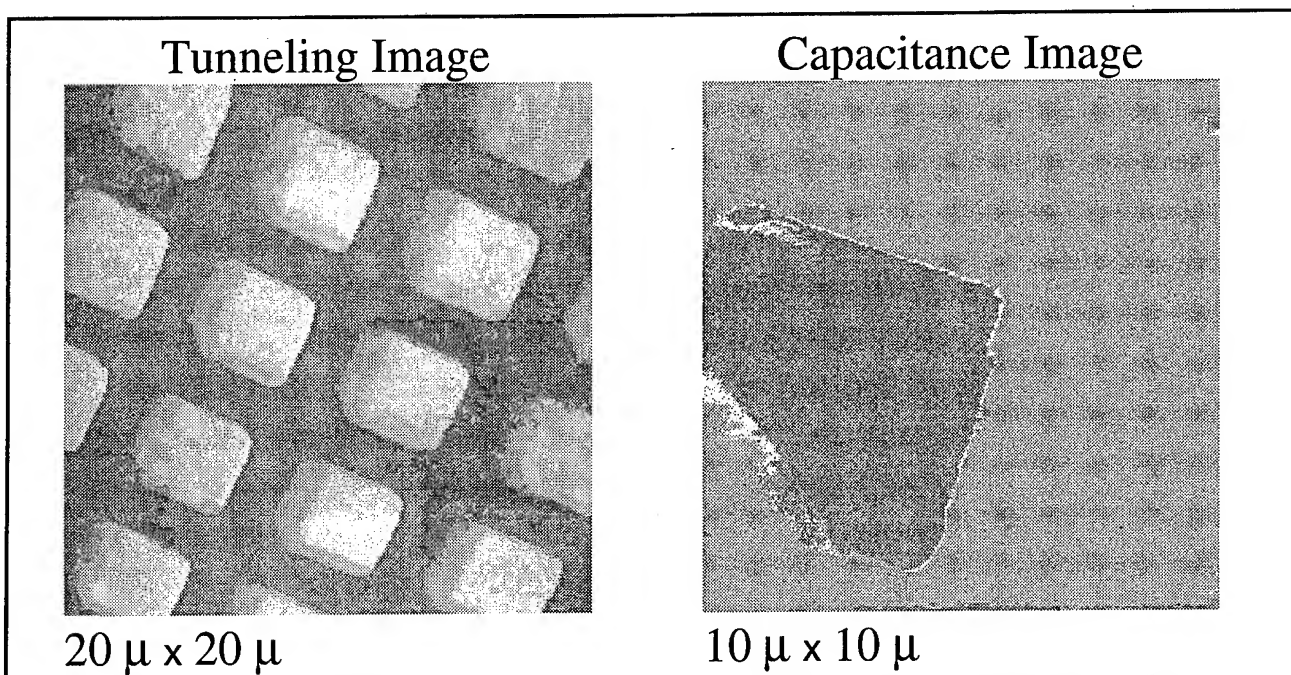 Tunneling Image
Capacitance Image
20 μ x 20 μ
10 μ x 10 μ